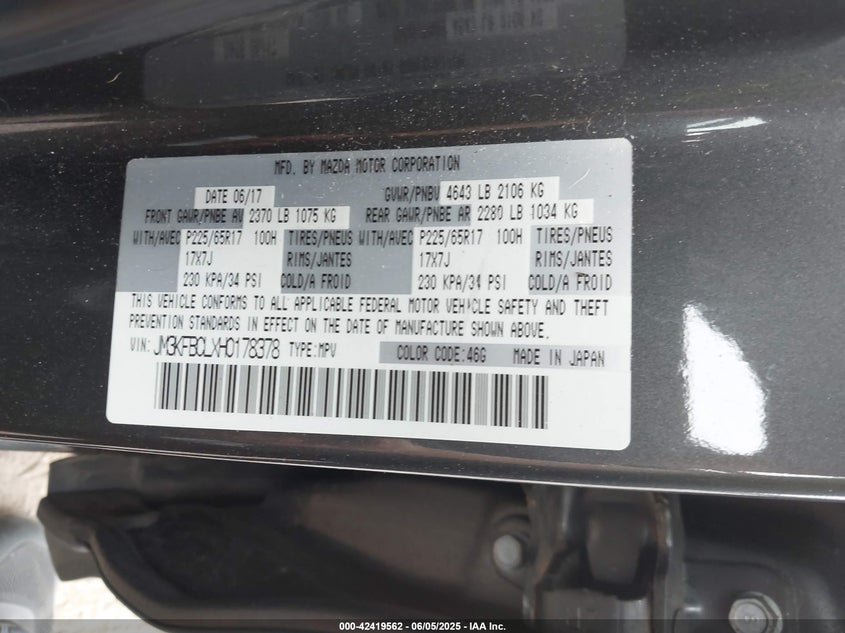 MFD. BY MAZDA MOTOR CORPORATION
DATE 06/17 GVWR/PNBV 4643 LB 2106 KG
FRONT GAWR/PNBE AV 2370 LB 1075 KG REAR GAWR/PNBE AR 2280 LB 1034 KG
WITH/AVEC P225/65R17 100H TIRES/PNEUS WITH/AVEC P225/65R17 100H TIRES/PNEUS
17X7J RIMS/JANTES 17X7J RIMS/JANTES
230 KPA/34 PSI COLD/A FROID 230 KPA/34 PSI COLD/A FROID
THIS VEHICLE CONFORMS TO ALL APPLICABLE FEDERAL MOTOR VEHICLE SAFETY AND THEFT
PREVENTION STANDARDS IN EFFECT ON THE DATE OF MANUFACTURE SHOWN ABOVE.
VIN: JM3KFBCLXH0178378 TYPE:MPV COLOR CODE:46G MADE IN JAPAN
000-42419562 - 06/05/2025 - IAA Inc.